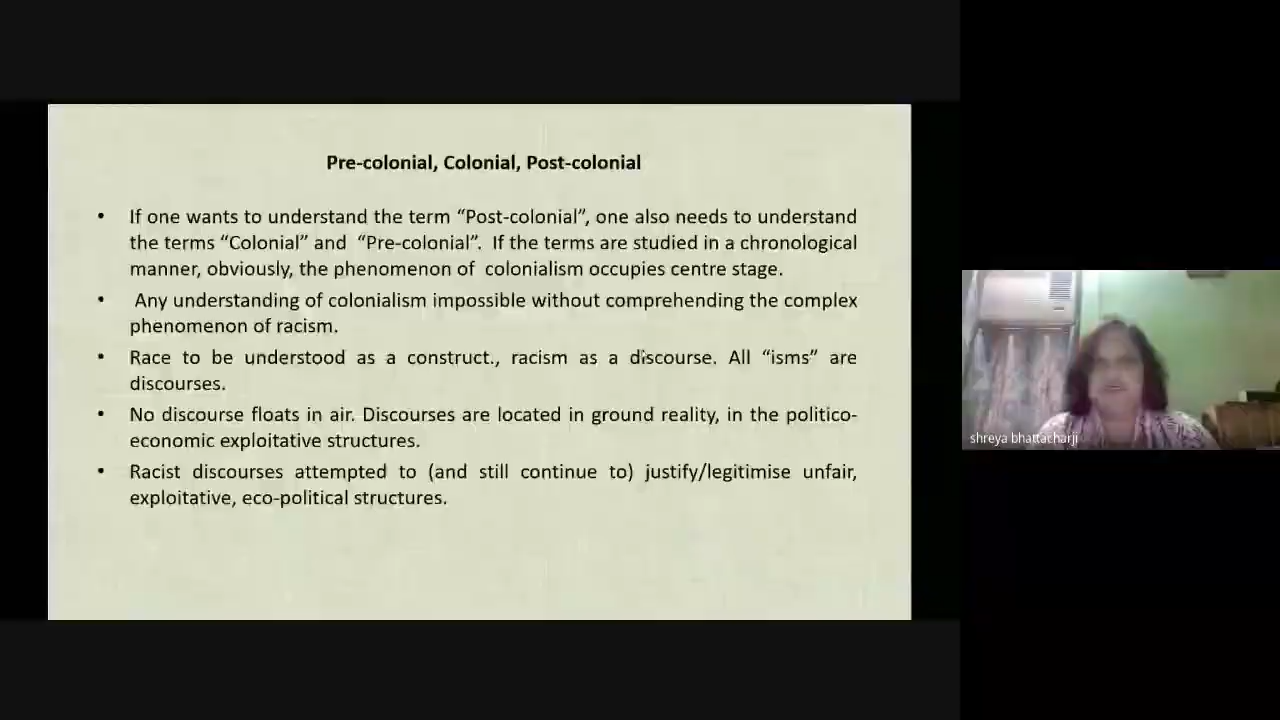 Pre-colonial, Colonial, Post-colonial
• If one wants to understand the term “Post-colonial”, one also needs to understand
the terms “Colonial” and “Pre-colonial”. If the terms are studied in a chronological
manner, obviously, the phenomenon of colonialism occupies centre stage.
• Any understanding of colonialism impossible without comprehending the complex
phenomenon of racism.
• Race to be understood as a construct., racism as a discourse. All “isms” are
discourses.
• No discourse floats in air. Discourses are located in ground reality, in the politico-
economic exploitative structures.
• Racist discourses attempted to (and still continue to) justify/legitimise unfair,
exploitative, eco-political structures.
shreya bhattacharji